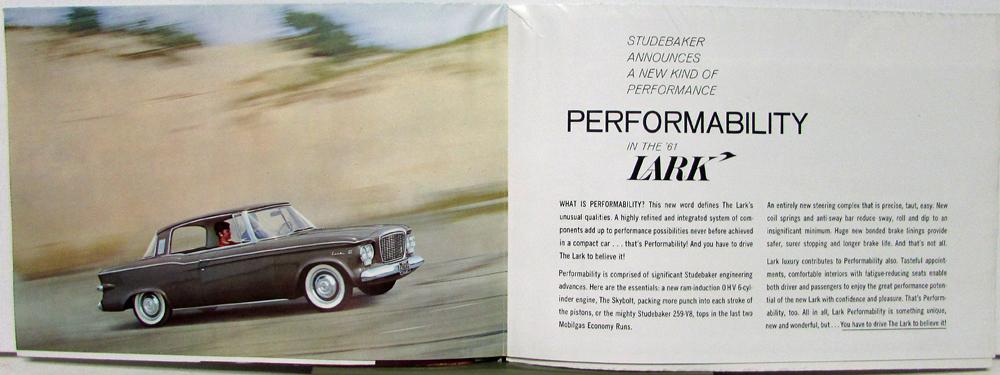 STUDEBAKER
ANNOUNCES
A NEW KIND OF
PERFORMANCE
PERFORMABILITY
IN THE '61
LARK
WHAT IS PERFORMABILITY? This new word defines The Lark's
unusual qualities. A highly refined and integrated system of com-
ponents add up to performance possibilities never before achieved
in a compact car . . . that's Performability! And you have to drive
The Lark to believe it!
Performability is comprised of significant Studebaker engineering
advances. Here are the essentials: a new ram-induction OHV 6-cyl-
inder engine, The Skybolt, packing more punch into each stroke of
the pistons, or the mighty Studebaker 259-V8, tops in the last two
Mobilgas Economy Runs.
An entirely new steering complex that is precise, taut, easy. New
coil springs and anti-sway bar reduce sway, roll and dip to an
insignificant minimum. Huge new bonded brake linings provide
safer, surer stopping and longer brake life. And that's not all.
Lark luxury contributes to Performability also. Tasteful appoint-
ments, comfortable interiors with fatigue-reducing seats enable
both driver and passengers to enjoy the great performance poten-
tial of the new Lark with confidence and pleasure. That's Perform-
ability, too. All in all, Lark Performability is something unique,
new and wonderful, but . . . You have to drive The Lark to believe it!